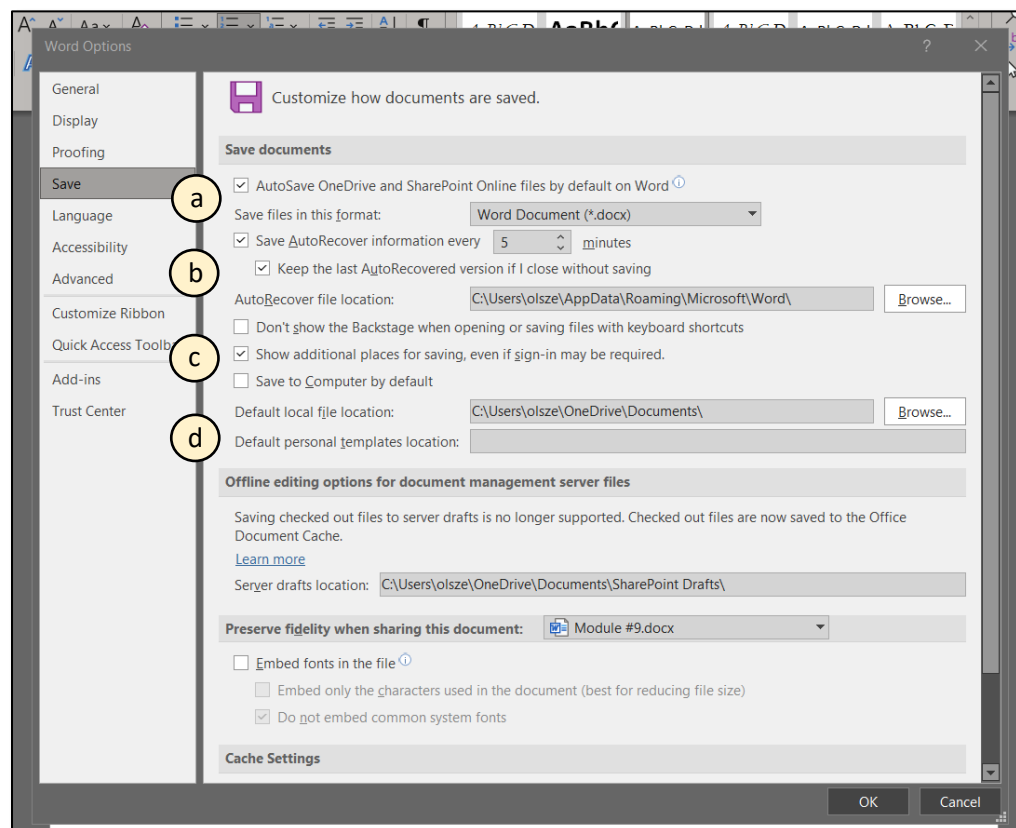 Word Options ?
General
Display
Proofing
Save
Language
Accessibility
Advanced
Customize Ribbon
Quick Access Toolb
Add-ins
Trust Center
a
b
c
d
Customize how documents are saved.
Save documents
AutoSave OneDrive and SharePoint Online files by default on Word
Save files in this format: Word Document (*.docx)
Save AutoRecover information every 5 minutes
Keep the last AutoRecovered version if I close without saving
AutoRecover file location: C:\Users\olsze\AppData\Roaming\Microsoft\Word\ Browse...
Don't show the Backstage when opening or saving files with keyboard shortcuts
Show additional places for saving, even if sign-in may be required.
Save to Computer by default
Default local file location: C:\Users\olsze\OneDrive\Documents\ Browse...
Default personal templates location:
Offline editing options for document management server files
Saving checked out files to server drafts is no longer supported. Checked out files are now saved to the Office
Document Cache.
Learn more
Server drafts location: C:\Users\olsze\OneDrive\Documents\SharePoint Drafts\
Preserve fidelity when sharing this document: Module #9.docx
Embed fonts in the file
Embed only the characters used in the document (best for reducing file size)
Do not embed common system fonts
Cache Settings
OK Cancel